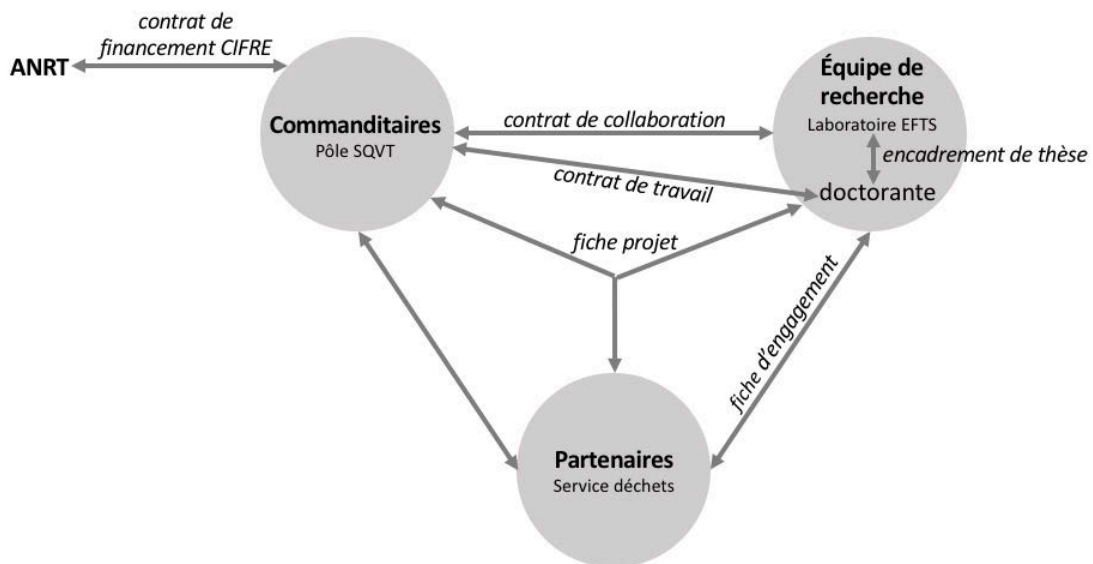 contrat de
financement CIFRE
ANRT
Commanditaires
Pôle SQVT
Équipe de
recherche
Laboratoire EFTS
contrat de collaboration
encadrement de thèse
contrat de travail
doctorante
fiche projet
fiche d'engagement
Partenaires
Service déchets